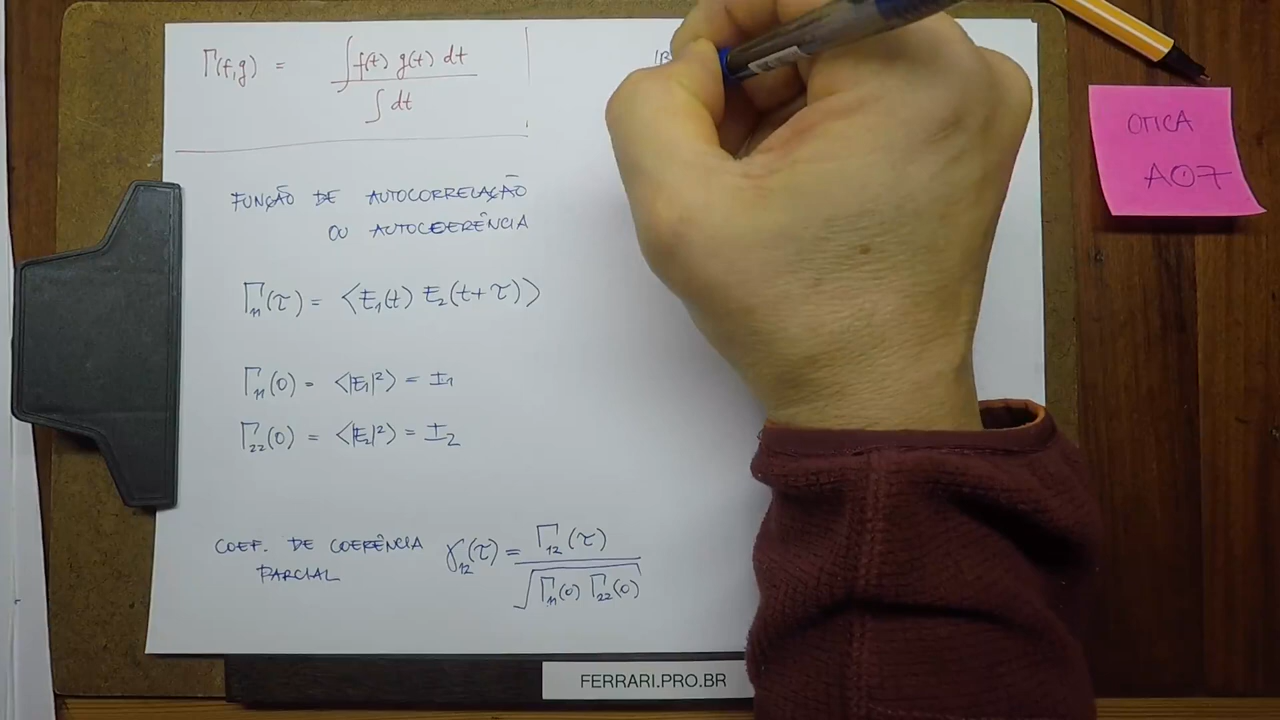 Γ(f,g) = ∫f(t) g(t) dt / ∫ dt
FUNÇÃO DE AUTOCORRELAÇÃO
OU AUTOCOERÊNCIA
Γ₁₁(τ) = ⟨E₁(t) E₂(t+τ)⟩
Γ₁₁(0) = ⟨|E₁|²⟩ = I₁
Γ₂₂(0) = ⟨|E₂|²⟩ = I₂
COEF. DE COERÊNCIA γ₁₂(τ) = Γ₁₂(τ) / √Γ₁₁(0) Γ₂₂(0)
PARCIAL
OTICA
A07
FERRARI.PRO.BR